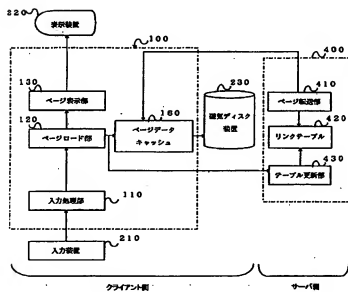 220
表示装置
100
400
130
230
410
ページ表示部
ページ転送部
120
160
420
磁気ディスク
装置
ページロード部
ページデータ
キャッシュ
リンクテーブル
430
110
テーブル更新部
入力処理部
210
入力装置
クライアント側
サーバ側